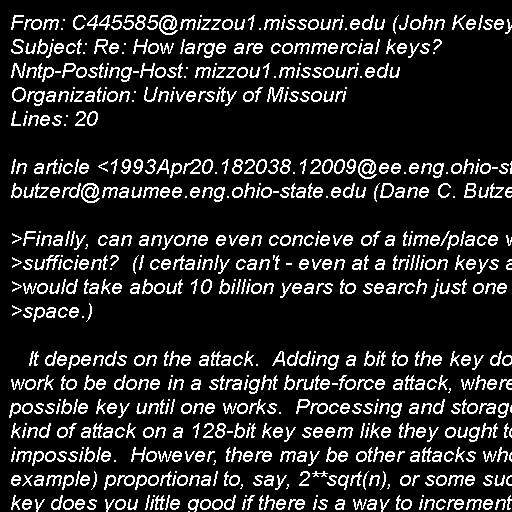 From: C445585@mizzou1.missouri.edu (John Kelsey
Subject: Re: How large are commercial keys?
Nntp-Posting-Host: mizzou1.missouri.edu
Organization: University of Missouri
Lines: 20

In article <1993Apr20.182038.12009@ee.eng.ohio-st
butzerd@maumee.eng.ohio-state.edu (Dane C. Butze

>Finally, can anyone even concieve of a time/place w
>sufficient?  (I certainly can't - even at a trillion keys a
>would take about 10 billion years to search just one
>space.)

   It depends on the attack.  Adding a bit to the key do
work to be done in a straight brute-force attack, where
possible key until one works.  Processing and storage
kind of attack on a 128-bit key seem like they ought to
impossible.  However, there may be other attacks who
example) proportional to, say, 2**sqrt(n), or some suc
key does you little good if there is a way to increment